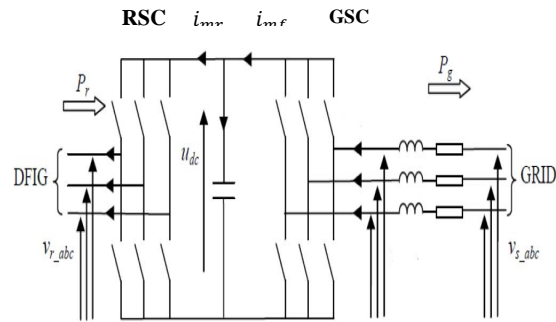 RSC i_mr i_mf GSC
P_r
P_g
u_dc
DFIG
GRID
v_r_abc
v_s_abc